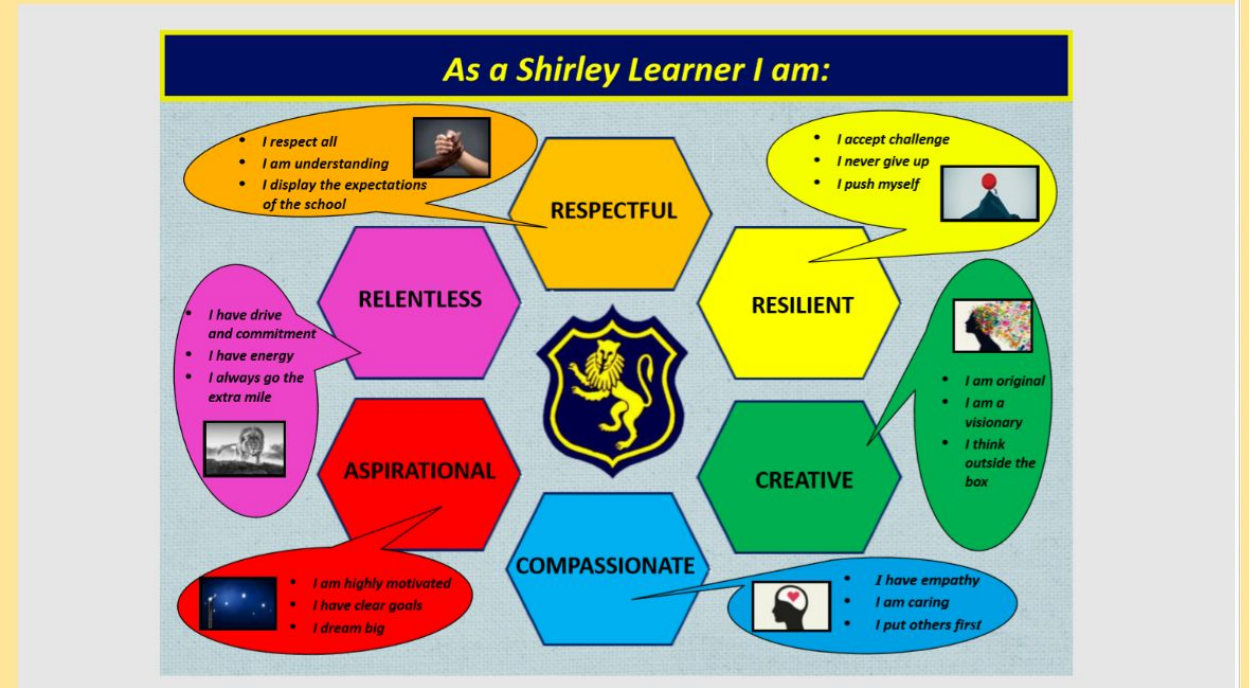 As a Shirley Learner I am:
• I respect all
• I am understanding
• I display the expectations
of the school
RESPECTFUL
• I accept challenge
• I never give up
• I push myself
RESILIENT
RELENTLESS
• I have drive
and commitment
• I have energy
• I always go the
extra mile
• I am original
• I am a
visionary
• I think
outside the
box
CREATIVE
ASPIRATIONAL
• I am highly motivated
• I have clear goals
• I dream big
COMPASSIONATE
• I have empathy
• I am caring
• I put others first